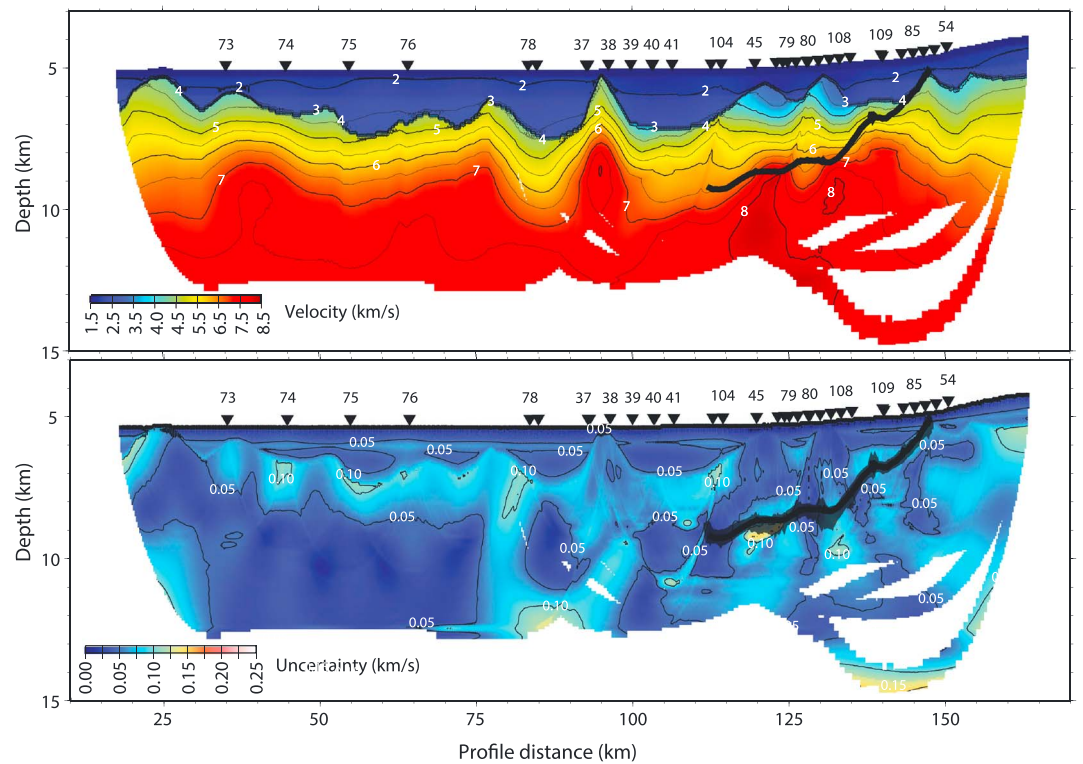 73 74 75 76 78 37 38 39 40 41 104 45 79 80 108 109 85 54
5
10
15
Depth (km)
2 2 2 2 2
4 2 3 4 5 3 5 6 4 3 4 3 4
5 6 7 7 7 5 6 7 8 8
1.5 2.5 3.5 4.0 4.5 5.5 6.5 7.5 8.5
Velocity (km/s)
73 74 75 76 78 37 38 39 40 41 104 45 79 80 108 109 85 54
5
10
15
Depth (km)
0.05 0.05 0.05 0.05 0.05
0.05 0.10 0.10 0.10 0.05 0.10 0.05 0.05 0.05
0.05 0.05 0.05 0.05 0.05
0.05 0.05 0.10 0.10
0.10 0.05 0.05
0.15
0.00 0.05 0.10 0.15 0.20 0.25
Uncertainty (km/s)
25 50 75 100 125 150
Profile distance (km)